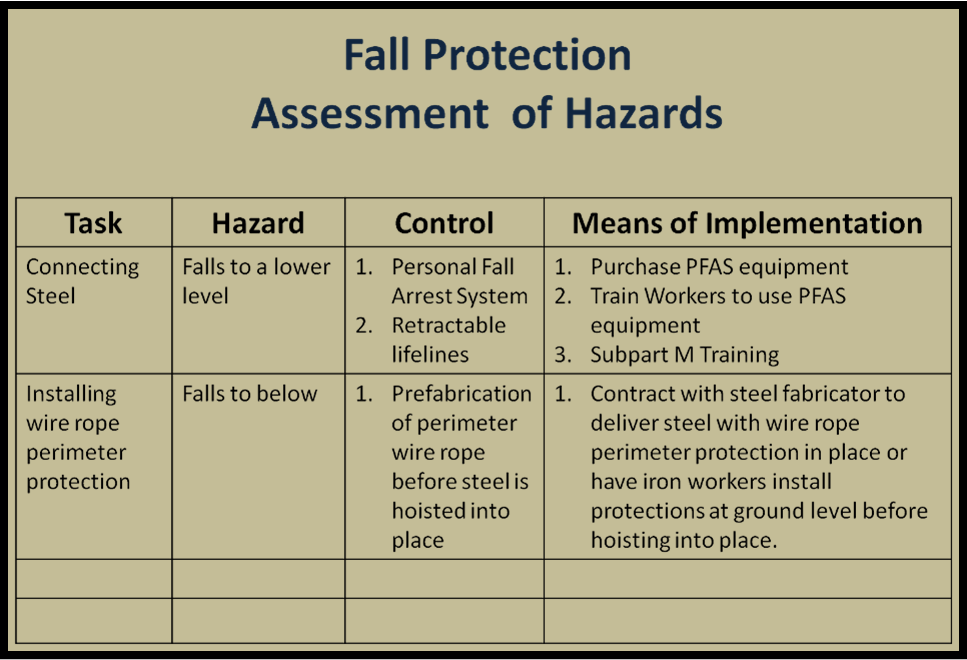 Fall Protection
Assessment of Hazards
Task
Hazard
Control
Means of Implementation
Connecting
Steel
Falls to a lower
level
1. Personal Fall
Arrest System
2. Retractable
lifelines
1. Purchase PFAS equipment
2. Train Workers to use PFAS
equipment
3. Subpart M Training
Installing
wire rope
perimeter
protection
Falls to below
1. Prefabrication
of perimeter
wire rope
before steel is
hoisted into
place
1. Contract with steel fabricator to
deliver steel with wire rope
perimeter protection in place or
have iron workers install
protections at ground level before
hoisting into place.